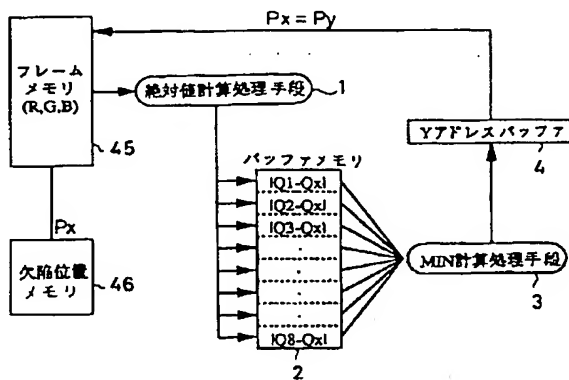 Px = Py
フレーム
メモリ
(R,G,B)
45
絶対値計算処理手段
1
Yアドレスバッファ
4
バッファメモリ
|Q1-Qx|
|Q2-Qx|
|Q3-Qx|
.
.
.
.
|Q8-Qx|
2
MIN計算処理手段
3
Px
欠陥位置
メモリ
46